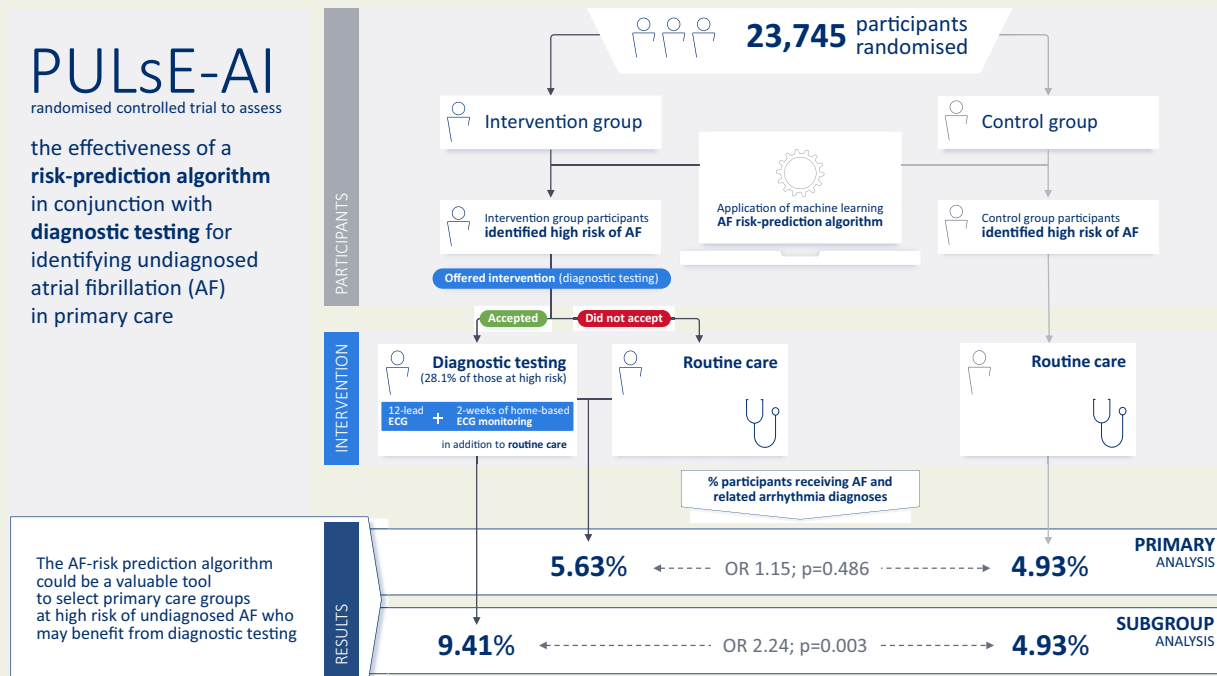 PULsE-AI
randomised controlled trial to assess
the effectiveness of a
risk-prediction algorithm
in conjunction with
diagnostic testing for
identifying undiagnosed
atrial fibrillation (AF)
in primary care
PARTICIPANTS
23,745 participants
randomised
Intervention group
Control group
Application of machine learning
AF risk-prediction algorithm
Intervention group participants
identified high risk of AF
Control group participants
identified high risk of AF
Offered intervention (diagnostic testing)
Accepted
Did not accept
INTERVENTION
Diagnostic testing
(28.1% of those at high risk)
12-lead
ECG
+
2-weeks of home-based
ECG monitoring
in addition to routine care
Routine care
Routine care
% participants receiving AF and
related arrhythmia diagnoses
RESULTS
The AF-risk prediction algorithm
could be a valuable tool
to select primary care groups
at high risk of undiagnosed AF who
may benefit from diagnostic testing
5.63%
OR 1.15; p=0.486
4.93%
PRIMARY
ANALYSIS
9.41%
OR 2.24; p=0.003
4.93%
SUBGROUP
ANALYSIS